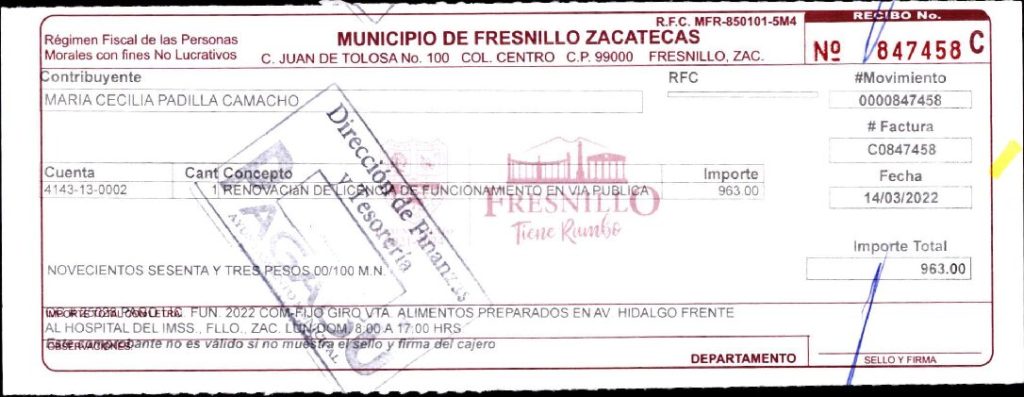 R.F.C. MFR-850101-5M4
RECIBO No.
Régimen Fiscal de las Personas
Morales con fines No Lucrativos
MUNICIPIO DE FRESNILLO ZACATECAS
C. JUAN DE TOLOSA No. 100 COL. CENTRO C.P. 99000 FRESNILLO, ZAC.
Nº 847458 C
Contribuyente
RFC
#Movimiento
MARIA CECILIA PADILLA CAMACHO
0000847458
# Factura
C0847458
Cuenta Cant Concepto Importe
Fecha
4143-13-0002 1 RENOVACIóN DE LICENCIA DE FUNCIONAMIENTO EN VIA PUBLICA 963.00
14/03/2022
FRESNILLO
Tiene Rumbo
Dirección de Finanzas
y Tesorería
PAGADO
Importe Total
NOVECIENTOS SESENTA Y TRES PESOS 00/100 M.N.
963.00
PAGO LIC. FUN. 2022 COM-FIJO GIRO VTA. ALIMENTOS PREPARADOS EN AV HIDALGO FRENTE
AL HOSPITAL DEL IMSS., FLLO., ZAC. LUN-DOM. 8:00 A 17:00 HRS
Este comprobante no es válido si no muestra el sello y firma del cajero
OBSERVACIONES
DEPARTAMENTO
SELLO Y FIRMA